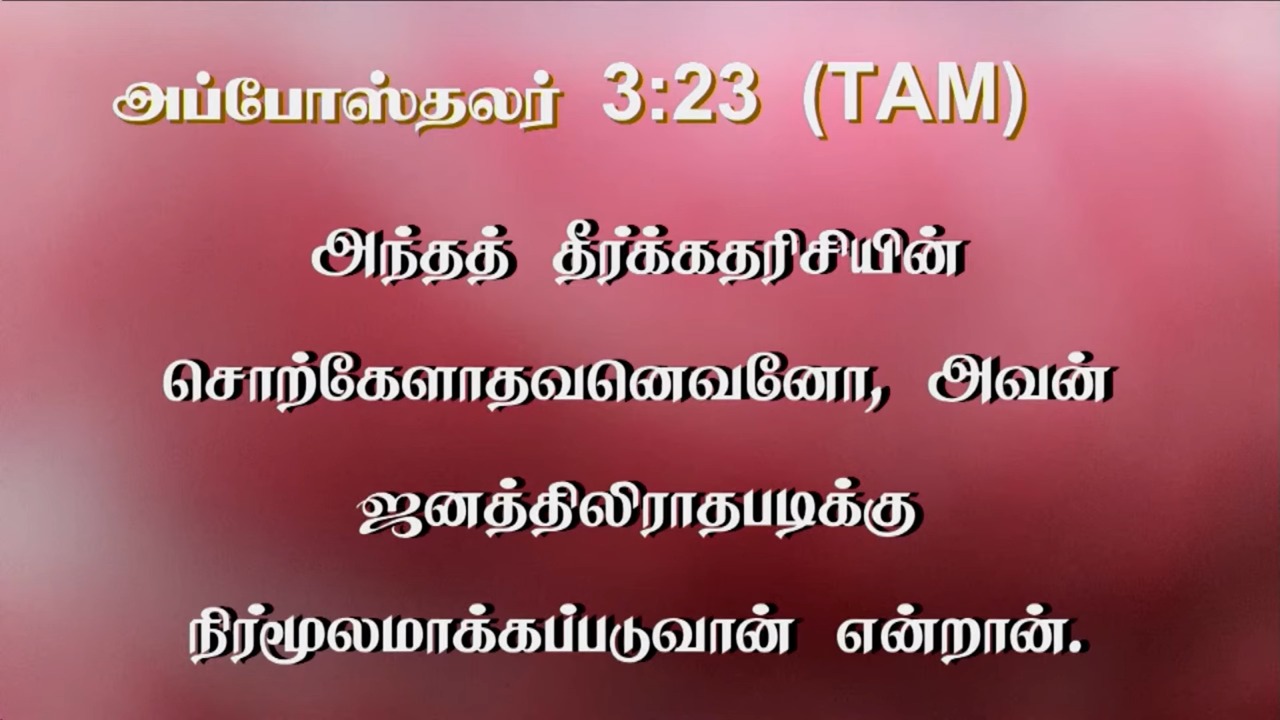 அப்போஸ்தலர் 3:23 (TAM)
அந்தத் தீர்க்கதரிசியின்
சொற்கேளாதவனெவனோ, அவன்
ஜனத்திலிராதபடிக்கு
நிர்மூலமாக்கப்படுவான் என்றான்.